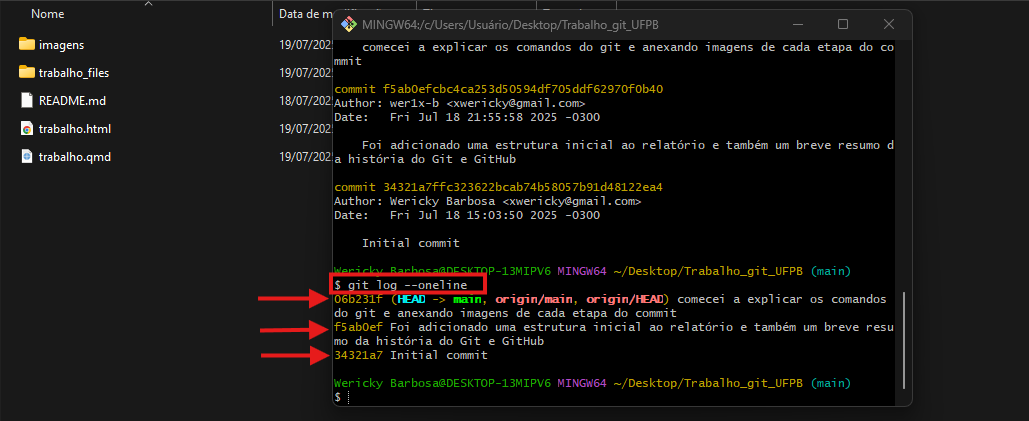 Nome
Data de
MINGW64:/c/Users/Usuário/Desktop/Trabalho_git_UFPB
imagens 19/07/202
trabalho_files 19/07/202
README.md 18/07/202
trabalho.html 19/07/202
trabalho.qmd 19/07/202
comecei a explicar os comandos do git e anexando imagens de cada etapa do co
mmit
commit f5ab0efcbc4ca253d50594df705ddf62970f0b40
Author: wer1x-b <xwericky@gmail.com>
Date: Fri Jul 18 21:55:58 2025 -0300
Foi adicionado uma estrutura inicial ao relatório e também um breve resumo d
a história do Git e GitHub
commit 34321a7ffc323622bcab74b58057b91d48122ea4
Author: Wericky Barbosa <xwericky@gmail.com>
Date: Fri Jul 18 15:03:50 2025 -0300
Initial commit
Wericky Barbosa@DESKTOP-13MIPV6 MINGW64 ~/Desktop/Trabalho_git_UFPB (main)
$ git log --oneline
06b231f (HEAD -> main, origin/main, origin/HEAD) comecei a explicar os comandos
do git e anexando imagens de cada etapa do commit
f5ab0ef Foi adicionado uma estrutura inicial ao relatório e também um breve resu
mo da história do Git e GitHub
34321a7 Initial commit
Wericky Barbosa@DESKTOP-13MIPV6 MINGW64 ~/Desktop/Trabalho_git_UFPB (main)
$